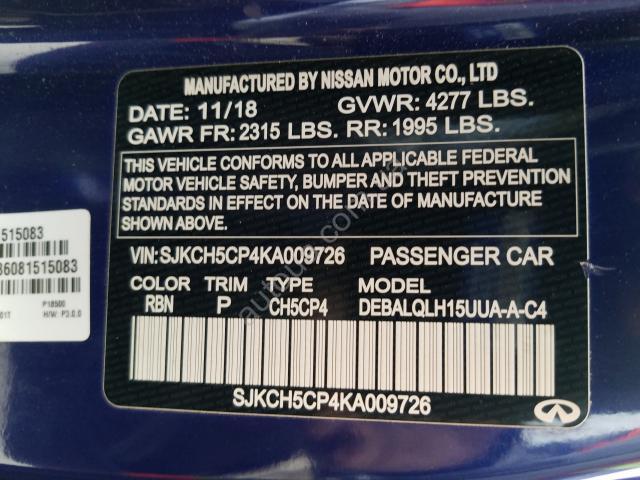 MANUFACTURED BY NISSAN MOTOR CO., LTD
DATE: 11/18 GVWR: 4277 LBS.
GAWR FR: 2315 LBS. RR: 1995 LBS.
THIS VEHICLE CONFORMS TO ALL APPLICABLE FEDERAL
MOTOR VEHICLE SAFETY, BUMPER AND THEFT PREVENTION
STANDARDS IN EFFECT ON THE DATE OF MANUFACTURE
SHOWN ABOVE.
VIN: SJKCH5CP4KA009726 PASSENGER CAR
COLOR TRIM TYPE MODEL
RBN P CH5CP4 DEBALQLH15UUA-A-C4
SJKCH5CP4KA009726
515083
86081515083
P18500
01T H/W: P3.0.0